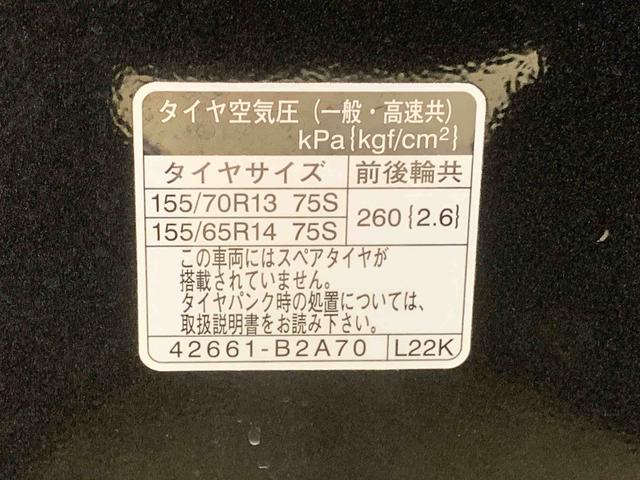 タイヤ空気圧（一般・高速共）
kPa{kgf/cm²}
タイヤサイズ 前後輪共
155/70R13 75S
260{2.6}
155/65R14 75S
この車両にはスペアタイヤが
搭載されていません。
タイヤパンク時の処置については、
取扱説明書をお読み下さい。
42661-B2A70 L22K